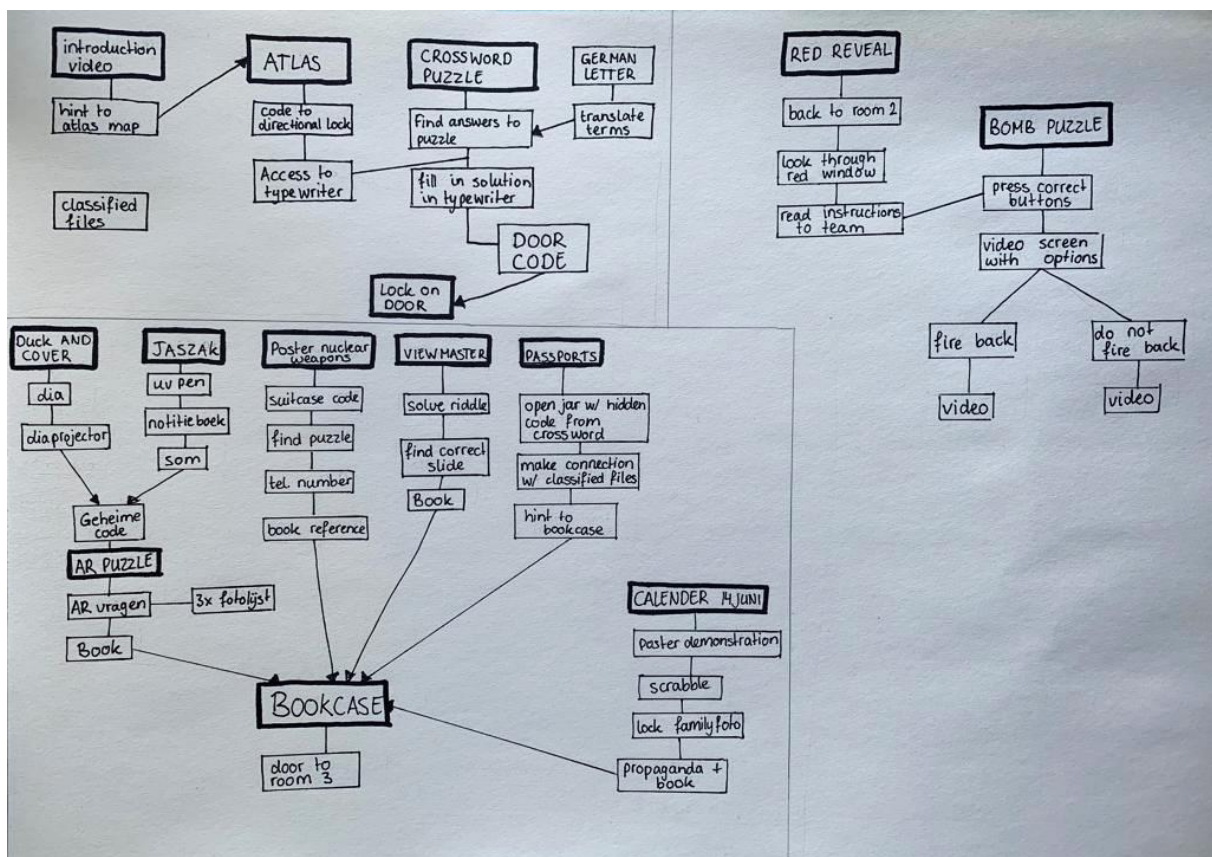 introduction
video
hint to
atlas map
classified
files
ATLAS
code to
directional lock
Access to
typewriter
CROSSWORD
PUZZLE
Find answers to
puzzle
fill in solution
in typewriter
GERMAN
LETTER
translate
terms
DOOR
CODE
Lock on
DOOR
RED REVEAL
back to room 2
look through
red window
read instructions
to team
BOMB PUZZLE
press correct
buttons
video screen
with options
fire back
video
do not
fire back
video
Duck AND
COVER
dia
diaprojector
JASZAK
uv pen
notitieboek
som
Geheime
code
AR PUZZLE
AR vragen
3x fotolijst
Book
Poster nuclear
weapons
suitcase code
find puzzle
tel. number
book reference
VIEWMASTER
solve riddle
find correct
slide
Book
PASSPORTS
open jar w/ hidden
code from
crossword
make connection
w/ classified files
hint to
bookcase
CALENDER 14 JUNI
poster demonstration
scrabble
lock familyfoto
propaganda +
book
BOOKCASE
door to
room 3